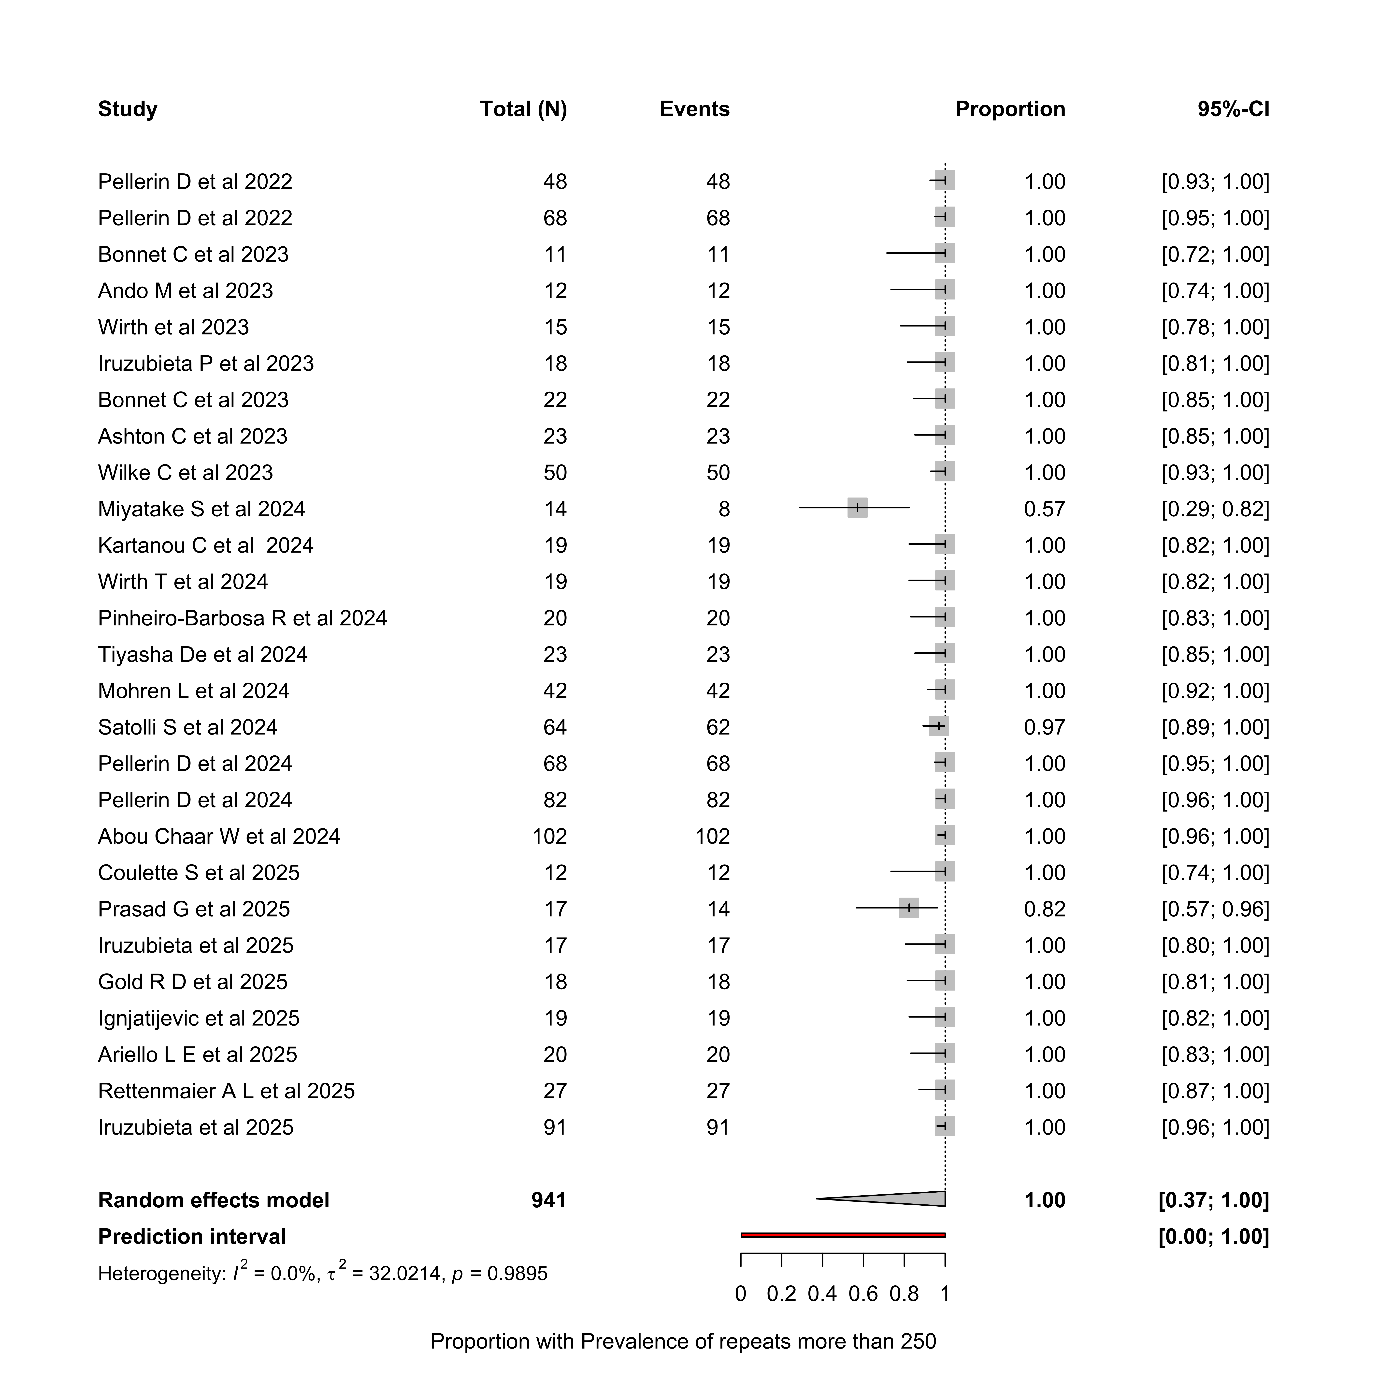 Study Total (N) Events Proportion 95%-CI
Pellerin D et al 2022 48 48 1.00 [0.93; 1.00]
Pellerin D et al 2022 68 68 1.00 [0.95; 1.00]
Bonnet C et al 2023 11 11 1.00 [0.72; 1.00]
Ando M et al 2023 12 12 1.00 [0.74; 1.00]
Wirth et al 2023 15 15 1.00 [0.78; 1.00]
Iruzubieta P et al 2023 18 18 1.00 [0.81; 1.00]
Bonnet C et al 2023 22 22 1.00 [0.85; 1.00]
Ashton C et al 2023 23 23 1.00 [0.85; 1.00]
Wilke C et al 2023 50 50 1.00 [0.93; 1.00]
Miyatake S et al 2024 14 8 0.57 [0.29; 0.82]
Kartanou C et al  2024 19 19 1.00 [0.82; 1.00]
Wirth T et al 2024 19 19 1.00 [0.82; 1.00]
Pinheiro-Barbosa R et al 2024 20 20 1.00 [0.83; 1.00]
Tiyasha De et al 2024 23 23 1.00 [0.85; 1.00]
Mohren L et al 2024 42 42 1.00 [0.92; 1.00]
Satolli S et al 2024 64 62 0.97 [0.89; 1.00]
Pellerin D et al 2024 68 68 1.00 [0.95; 1.00]
Pellerin D et al 2024 82 82 1.00 [0.96; 1.00]
Abou Chaar W et al 2024 102 102 1.00 [0.96; 1.00]
Coulette S et al 2025 12 12 1.00 [0.74; 1.00]
Prasad G et al 2025 17 14 0.82 [0.57; 0.96]
Iruzubieta et al 2025 17 17 1.00 [0.80; 1.00]
Gold R D et al 2025 18 18 1.00 [0.81; 1.00]
Ignjatijevic et al 2025 19 19 1.00 [0.82; 1.00]
Ariello L E et al 2025 20 20 1.00 [0.83; 1.00]
Rettenmaier A L et al 2025 27 27 1.00 [0.87; 1.00]
Iruzubieta et al 2025 91 91 1.00 [0.96; 1.00]
Random effects model 941 1.00 [0.37; 1.00]
Prediction interval [0.00; 1.00]
Heterogeneity: I² = 0.0%, τ² = 32.0214, p = 0.9895
0 0.2 0.4 0.6 0.8 1
Proportion with Prevalence of repeats more than 250